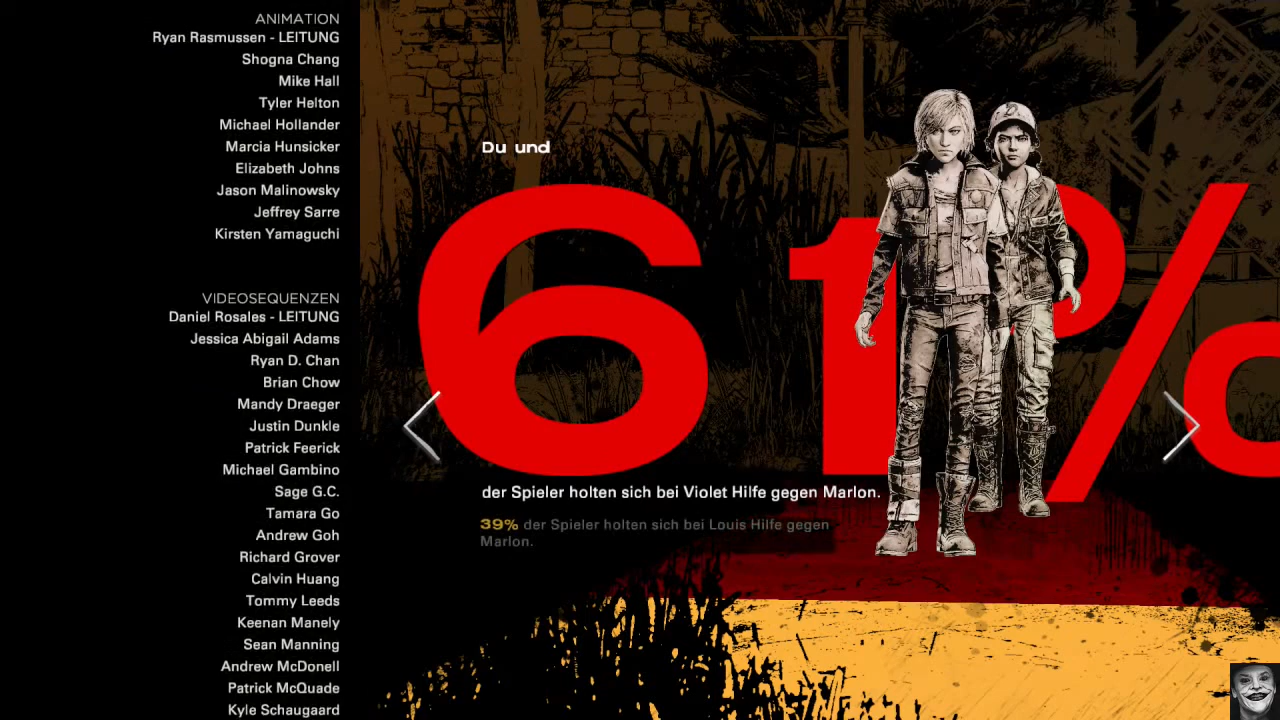 ANIMATION
Ryan Rasmussen - LEITUNG
Shogna Chang
Mike Hall
Tyler Helton
Michael Hollander
Marcia Hunsicker
Elizabeth Johns
Jason Malinowsky
Jeffrey Sarre
Kirsten Yamaguchi
VIDEOSEQUENZEN
Daniel Rosales - LEITUNG
Jessica Abigail Adams
Ryan D. Chan
Brian Chow
Mandy Draeger
Justin Dunkle
Patrick Feerick
Michael Gambino
Sage G.C.
Tamara Go
Andrew Goh
Richard Grover
Calvin Huang
Tommy Leeds
Keenan Manely
Sean Manning
Andrew McDonell
Patrick McQuade
Kyle Schaugaard
Du und
61%
der Spieler holten sich bei Violet Hilfe gegen Marlon.
39% der Spieler holten sich bei Louis Hilfe gegen
Marlon.